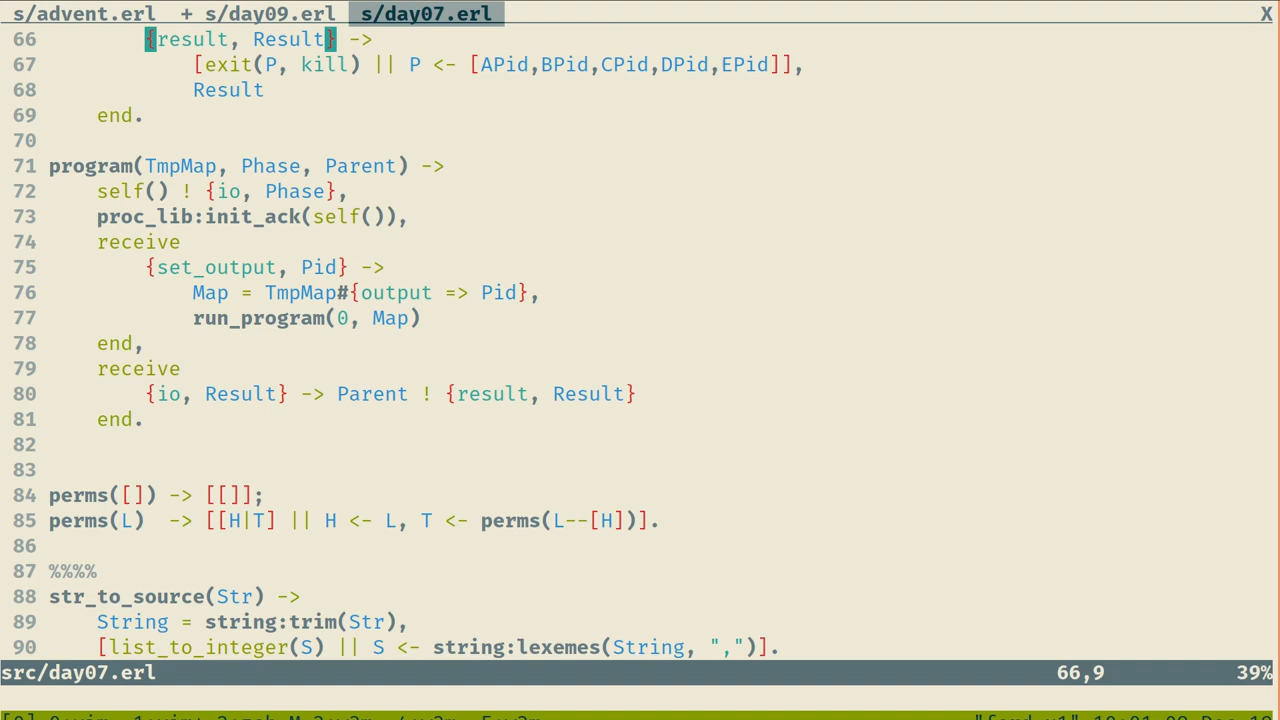 s/advent.erl  + s/day09.erl  s/day07.erl  X
66         {result, Result} ->
67             [exit(P, kill) || P <- [APid,BPid,CPid,DPid,EPid]],
68             Result
69     end.
70
71 program(TmpMap, Phase, Parent) ->
72     self() ! {io, Phase},
73     proc_lib:init_ack(self()),
74     receive
75         {set_output, Pid} ->
76             Map = TmpMap#{output => Pid},
77             run_program(0, Map)
78     end,
79     receive
80         {io, Result} -> Parent ! {result, Result}
81     end.
82
83
84 perms([]) -> [[]];
85 perms(L)  -> [[H|T] || H <- L, T <- perms(L--[H])].
86
87 %%%%
88 str_to_source(Str) ->
89     String = string:trim(Str),
90     [list_to_integer(S) || S <- string:lexemes(String, ",")].
src/day07.erl  66,9  39%